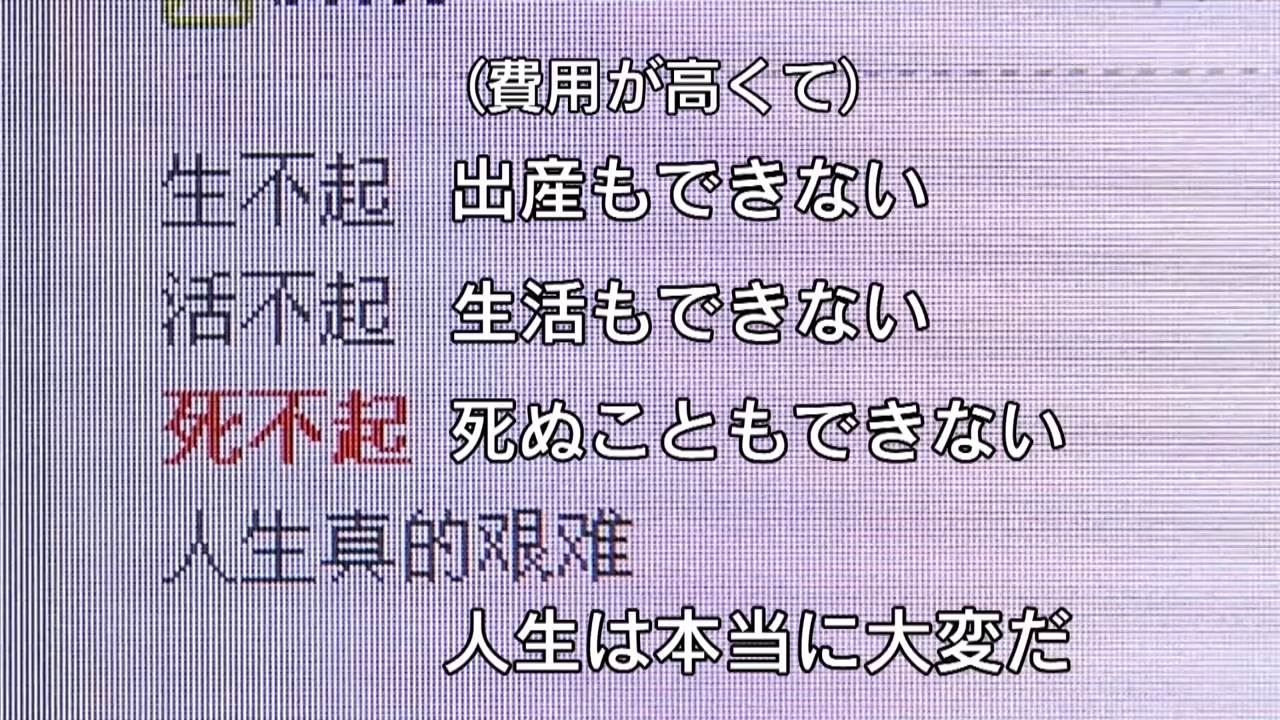 （費用が高くて）
生不起 出産もできない
活不起 生活もできない
死不起 死ぬこともできない
人生真的艰难
人生は本当に大変だ